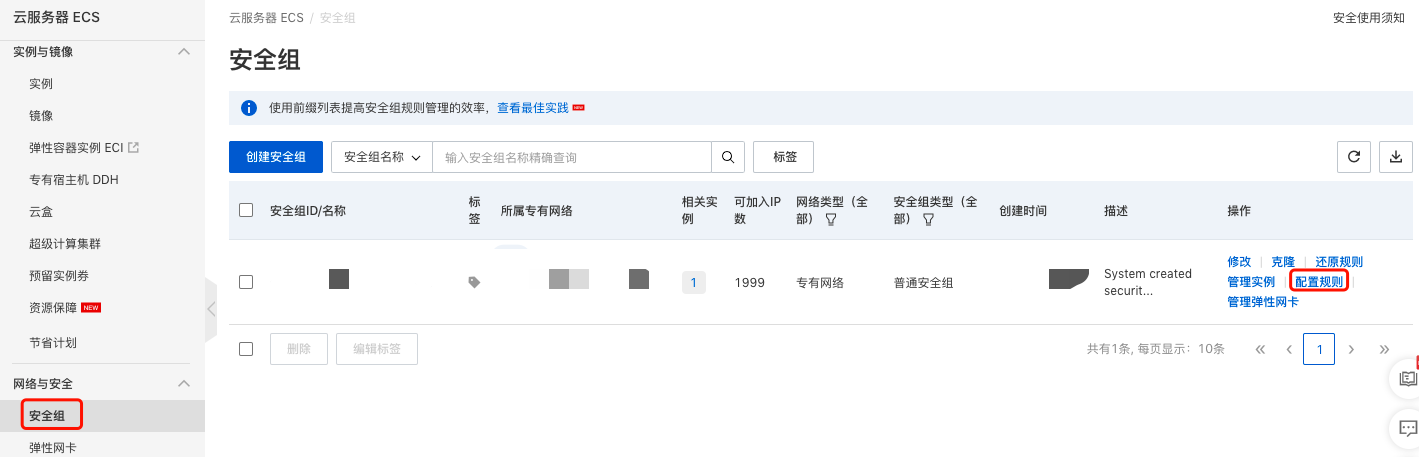 云服务器 ECS
实例与镜像
实例
镜像
弹性容器实例 ECI
专有宿主机 DDH
云盒
超级计算集群
预留实例券
资源保障 NEW
节省计划
网络与安全
安全组
弹性网卡
云服务器 ECS / 安全组
安全使用须知
安全组
使用前缀列表提高安全组规则管理的效率，查看最佳实践 NEW
创建安全组 安全组名称 输入安全组名称精确查询 标签
安全组ID/名称 标签 所属专有网络 相关实例 可加入IP数 网络类型（全部） 安全组类型（全部） 创建时间 描述 操作
1 1999 专有网络 普通安全组
System created
securit...
修改 克隆 还原规则
管理实例 配置规则
管理弹性网卡
删除 编辑标签 共有1条, 每页显示：10条 « ‹ 1 › »